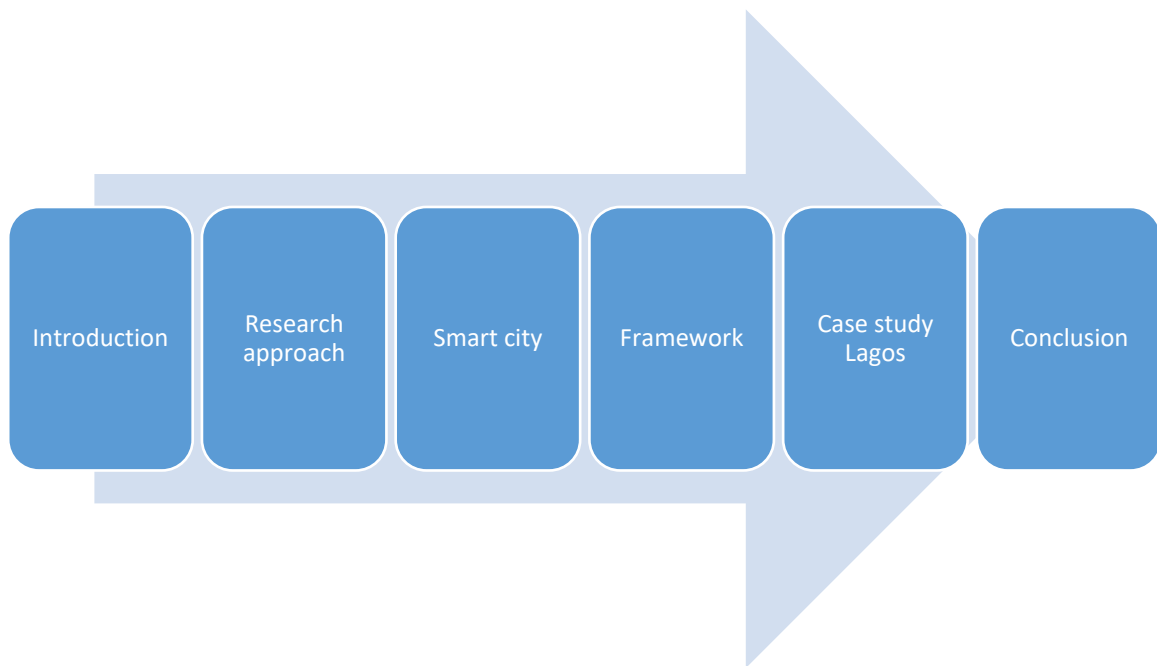 Introduction
Research
approach
Smart city
Framework
Case study
Lagos
Conclusion